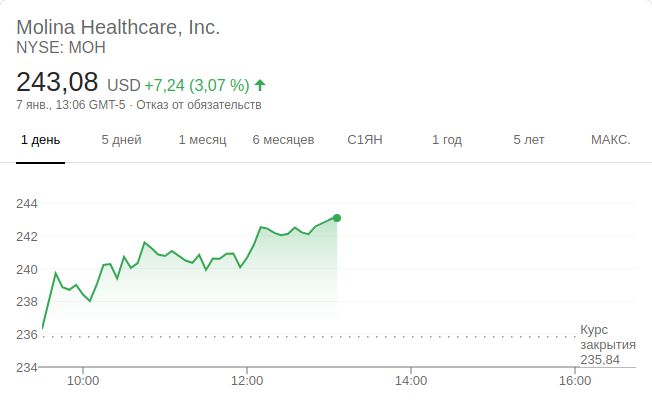 Molina Healthcare, Inc.
NYSE: MOH
243,08 USD +7,24 (3,07 %)
7 янв., 13:06 GMT-5 · Отказ от обязательств
1 день 5 дней 1 месяц 6 месяцев С1ЯН 1 год 5 лет МАКС.
244
242
240
238
236
234
Курс
закрытия
235,84
10:00 12:00 14:00 16:00